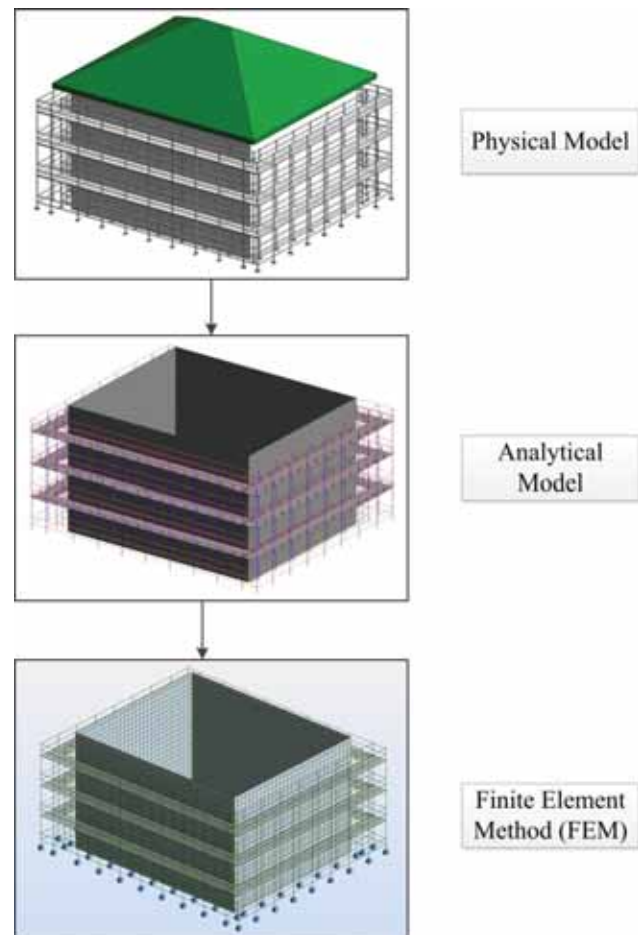 Physical Model
Analytical
Model
Finite Element
Method (FEM)